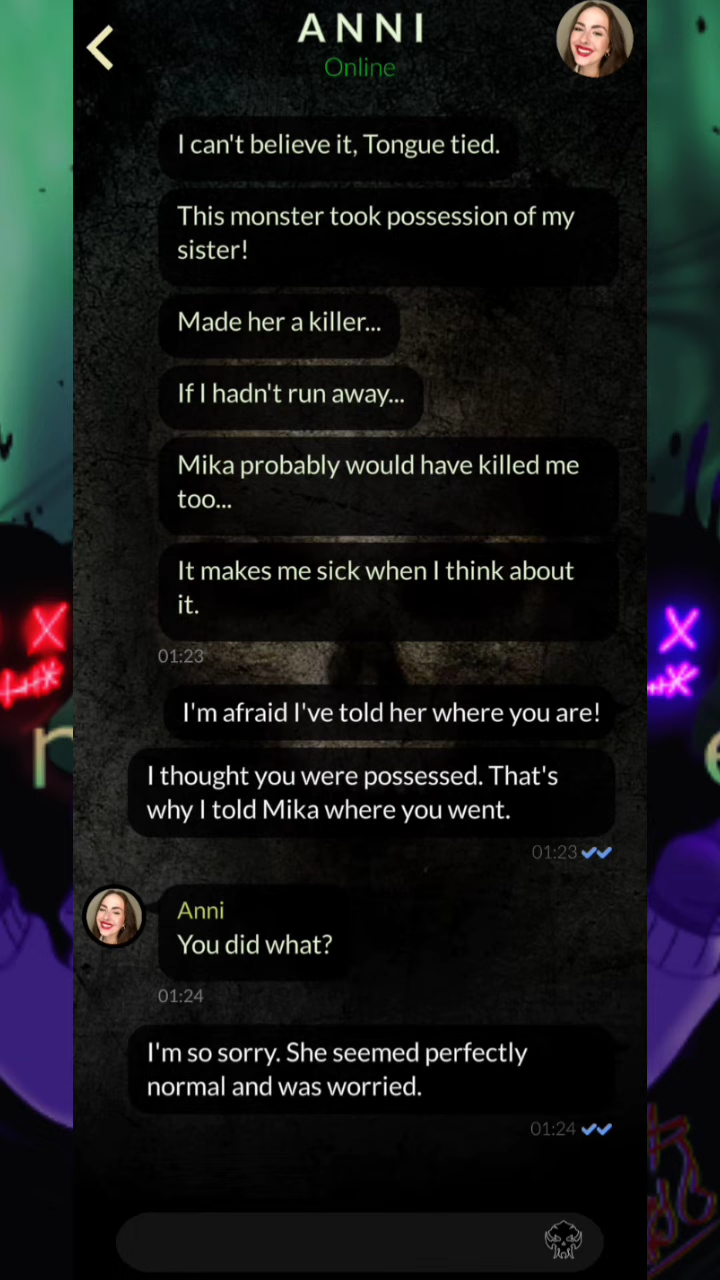 ANNI
Online
I can't believe it, Tongue tied.
This monster took possession of my
sister!
Made her a killer...
If I hadn't run away...
Mika probably would have killed me
too...
It makes me sick when I think about
it.
01:23
I'm afraid I've told her where you are!
I thought you were possessed. That's
why I told Mika where you went.
01:23
Anni
You did what?
01:24
I'm so sorry. She seemed perfectly
normal and was worried.
01:24